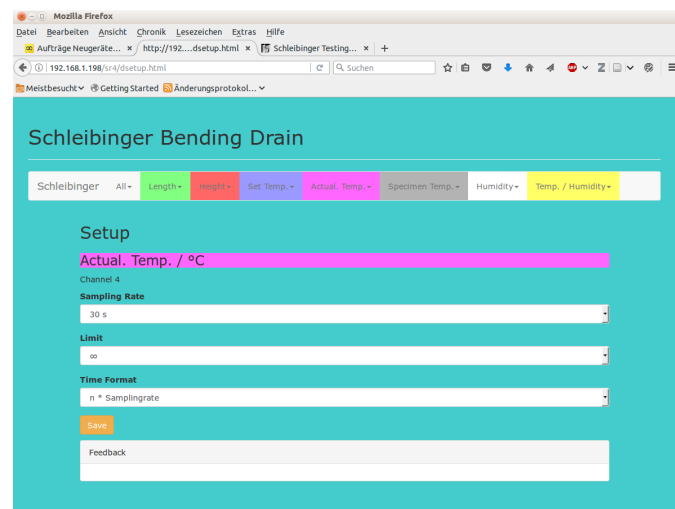 Mozilla Firefox
Datei Bearbeiten Ansicht Chronik Lesezeichen Extras Hilfe
Aufträge Neugeräte... × http://192....dsetup.html × Schleibinger Testing... × +
192.168.1.198/sr4/dsetup.html Suchen
Meistbesucht Getting Started Änderungsprotokol...
Schleibinger Bending Drain
Schleibinger All Length Height Set Temp. Actual. Temp. Specimen Temp. Humidity Temp. / Humidity
Setup
Actual. Temp. / °C
Channel 4
Sampling Rate
30 s
Limit
∞
Time Format
n * Samplingrate
Save
Feedback